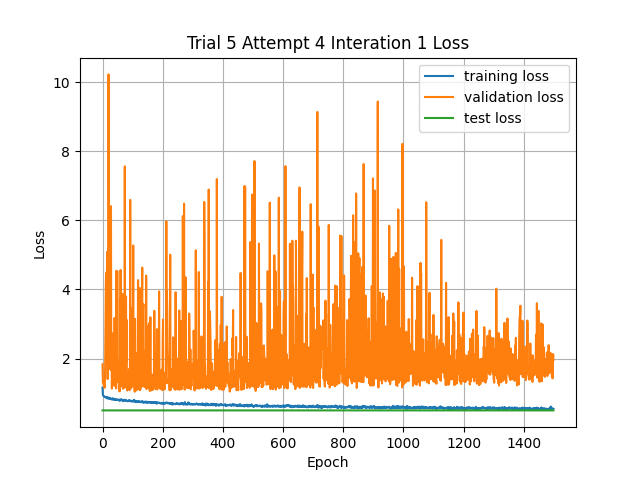 Trial 5 Attempt 4 Interation 1 Loss
training loss
validation loss
test loss
10
8
6
4
2
Loss
0 200 400 600 800 1000 1200 1400
Epoch